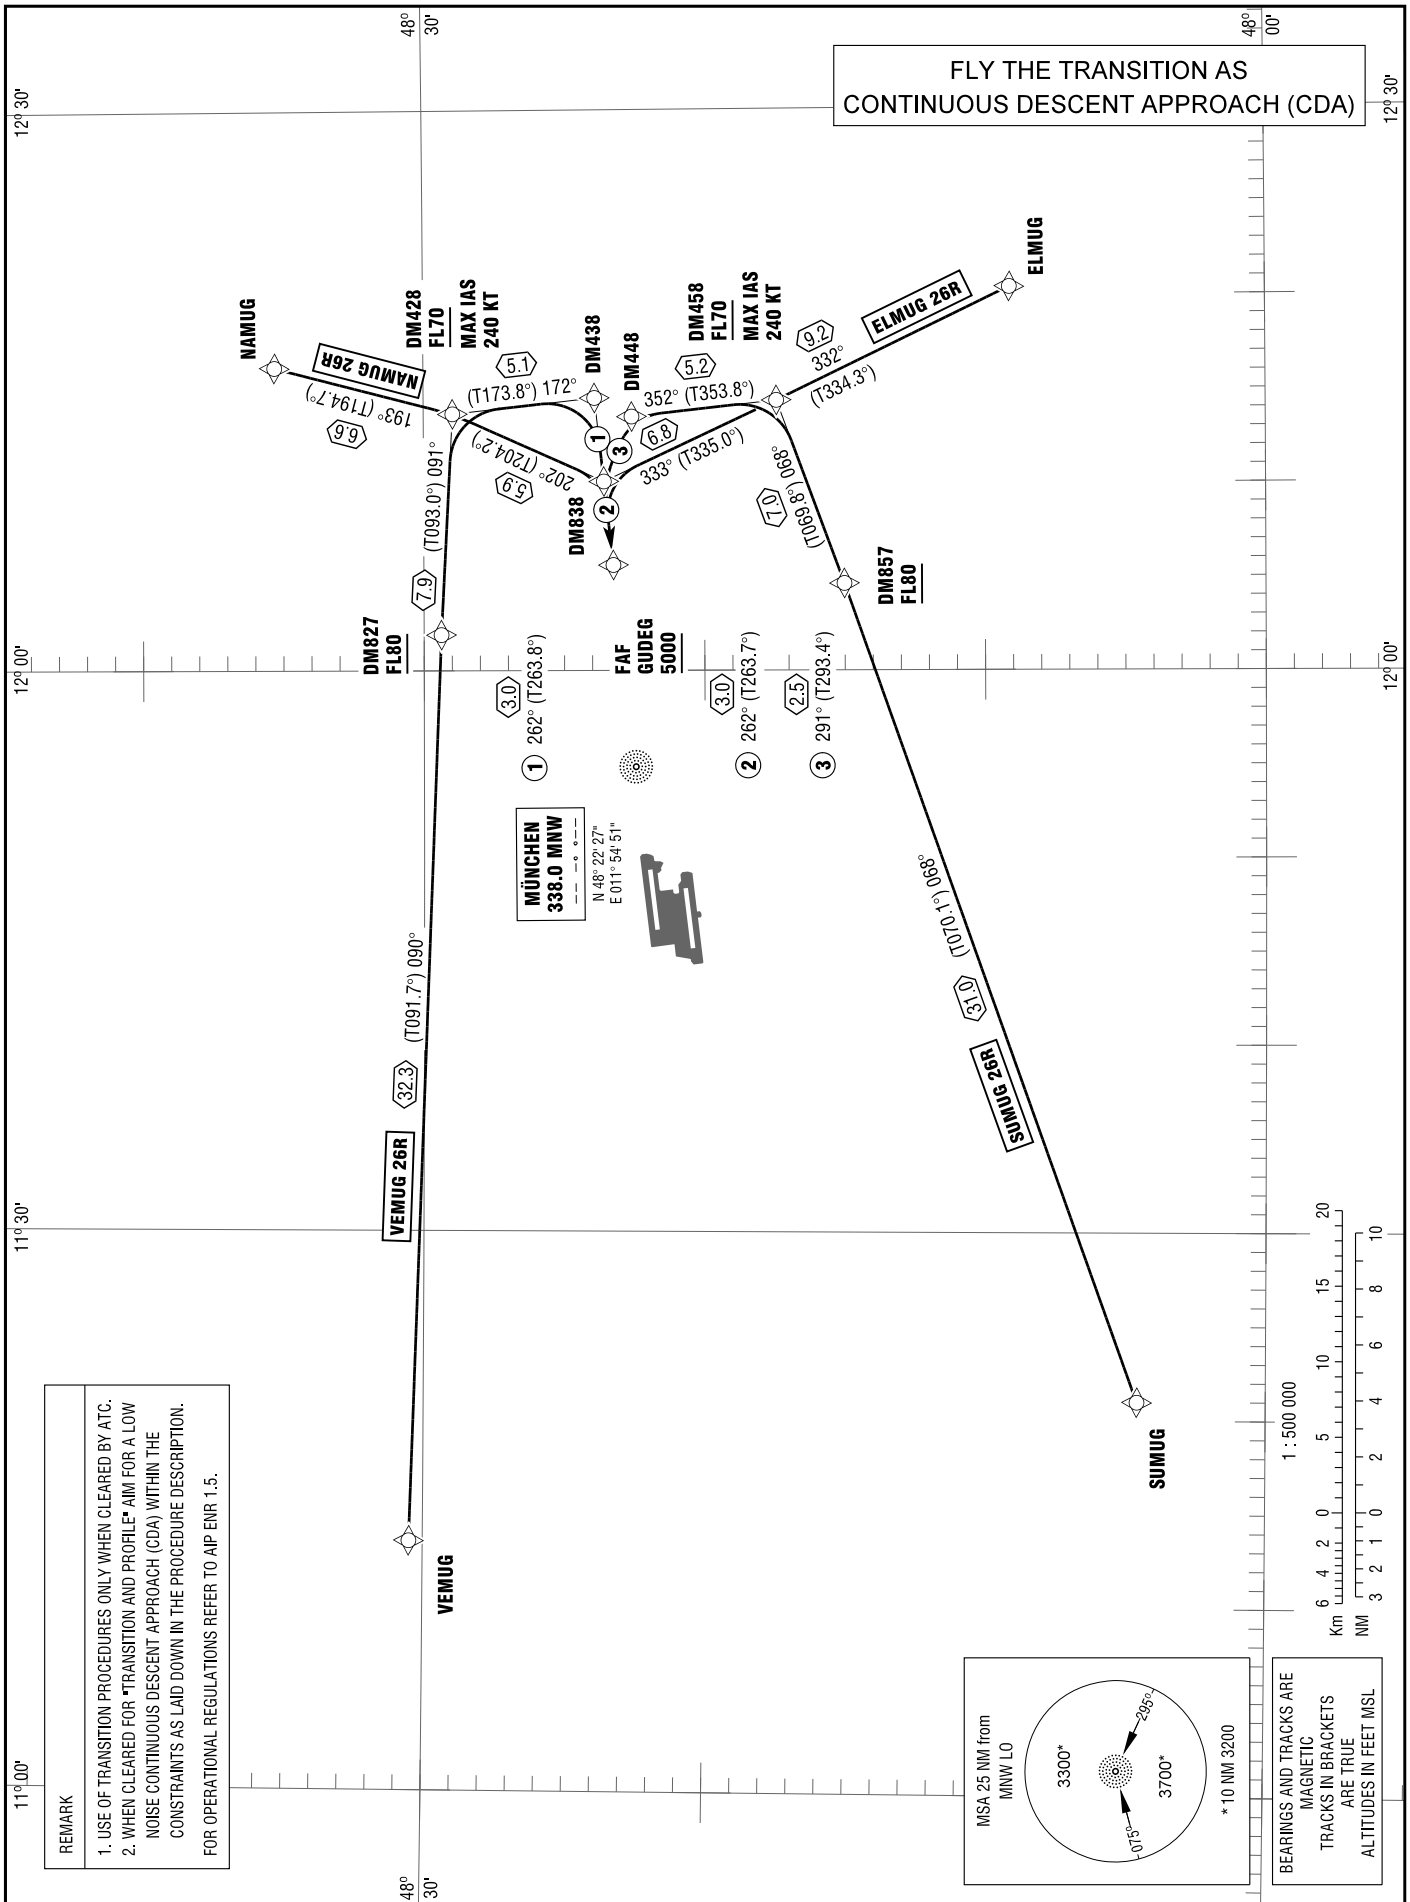 FLY THE TRANSITION AS
CONTINUOUS DESCENT APPROACH (CDA)
REMARK
1. USE OF TRANSITION PROCEDURES ONLY WHEN CLEARED BY ATC.
2. WHEN CLEARED FOR "TRANSITION AND PROFILE" AIM FOR A LOW
NOISE CONTINUOUS DESCENT APPROACH (CDA) WITHIN THE
CONSTRAINTS AS LAID DOWN IN THE PROCEDURE DESCRIPTION.
FOR OPERATIONAL REGULATIONS REFER TO AIP ENR 1.5.
11° 00'
11° 30'
12° 00'
12° 30'
48°
30'
48°
30'
48°
00'
12° 30'
12° 00'
VEMUG
VEMUG 26R
32.3
(T091.7°) 090°
DM827
FL80
7.9
(T093.0°) 091°
NAMUG
NAMUG 26R
193° (T194.7°)
6.6
DM428
FL70
MAX IAS
240 KT
5.1
(T173.8°) 172°
202° (T204.2°)
5.9
DM438
DM448
DM838
1
3
2
6.8
333° (T335.0°)
352° (T353.8°)
5.2
DM458
FL70
MAX IAS
240 KT
9.2
332°
(T334.3°)
ELMUG 26R
ELMUG
7.0
(T069.8°) 068°
DM857
FL80
(T070.1°) 068°
31.0
SUMUG 26R
SUMUG
FAF
GUDEG
5000
3.0
1 262° (T263.8°)
3.0
2 262° (T263.7°)
2.5
3 291° (T293.4°)
MÜNCHEN
338.0 MNW
N 48° 22' 27"
E 011° 54' 51"
MSA 25 NM from
MNW LO
3300*
3700*
075°
295°
* 10 NM 3200
BEARINGS AND TRACKS ARE
MAGNETIC
TRACKS IN BRACKETS
ARE TRUE
ALTITUDES IN FEET MSL
1 : 500 000
Km 6 4 2 0 5 10 15 20
NM 3 2 1 0 2 4 6 8 10